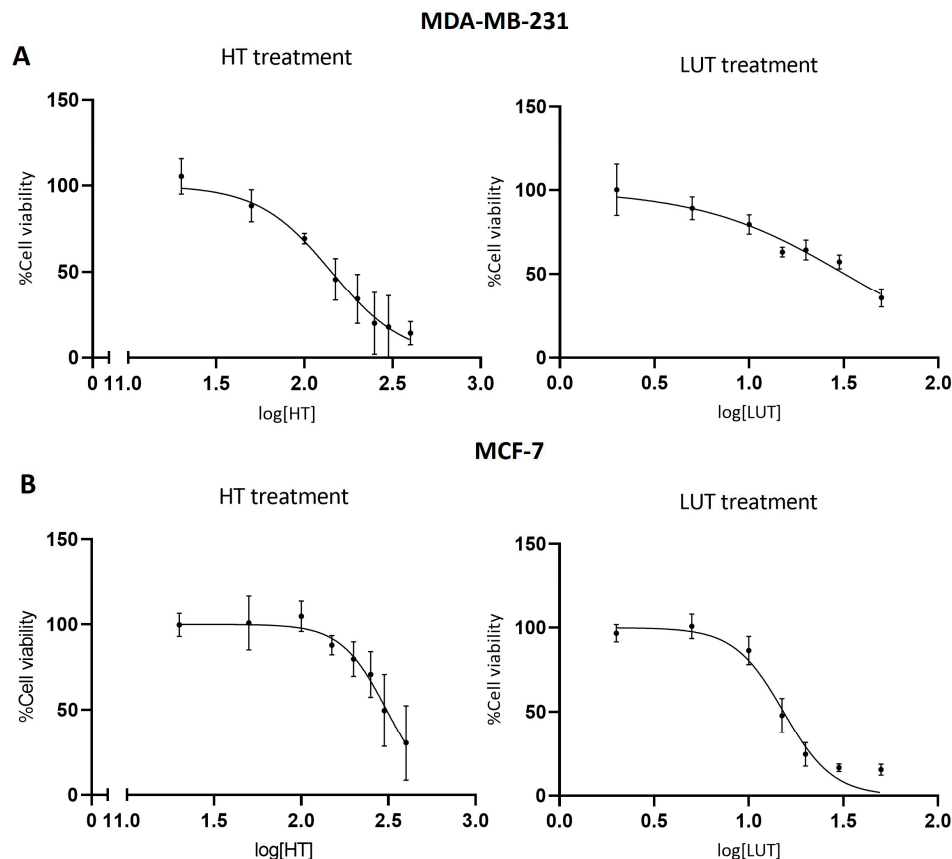 MDA-MB-231
A
HT treatment
LUT treatment
150
100
50
0
%Cell viability
0 11.0 1.5 2.0 2.5 3.0
log[HT]
150
100
50
0
%Cell viability
0.0 0.5 1.0 1.5 2.0
log[LUT]
MCF-7
B
HT treatment
LUT treatment
150
100
50
0
%Cell viability
0 11.0 1.5 2.0 2.5 3.0
log[HT]
150
100
50
0
%Cell viability
0.0 0.5 1.0 1.5 2.0
log[LUT]